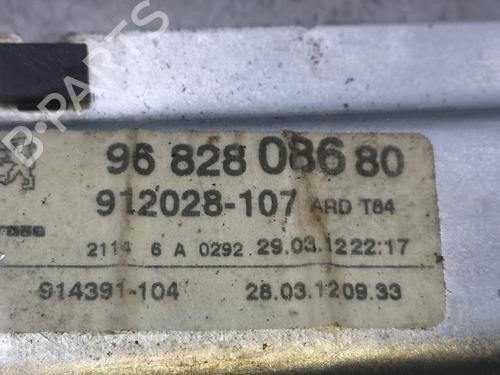 B-PARTS
96 828 086 80
912028-107 ARD T84
2114 6 A 0292 29.03.12 22:17
914391-104 28.03.12 09.33